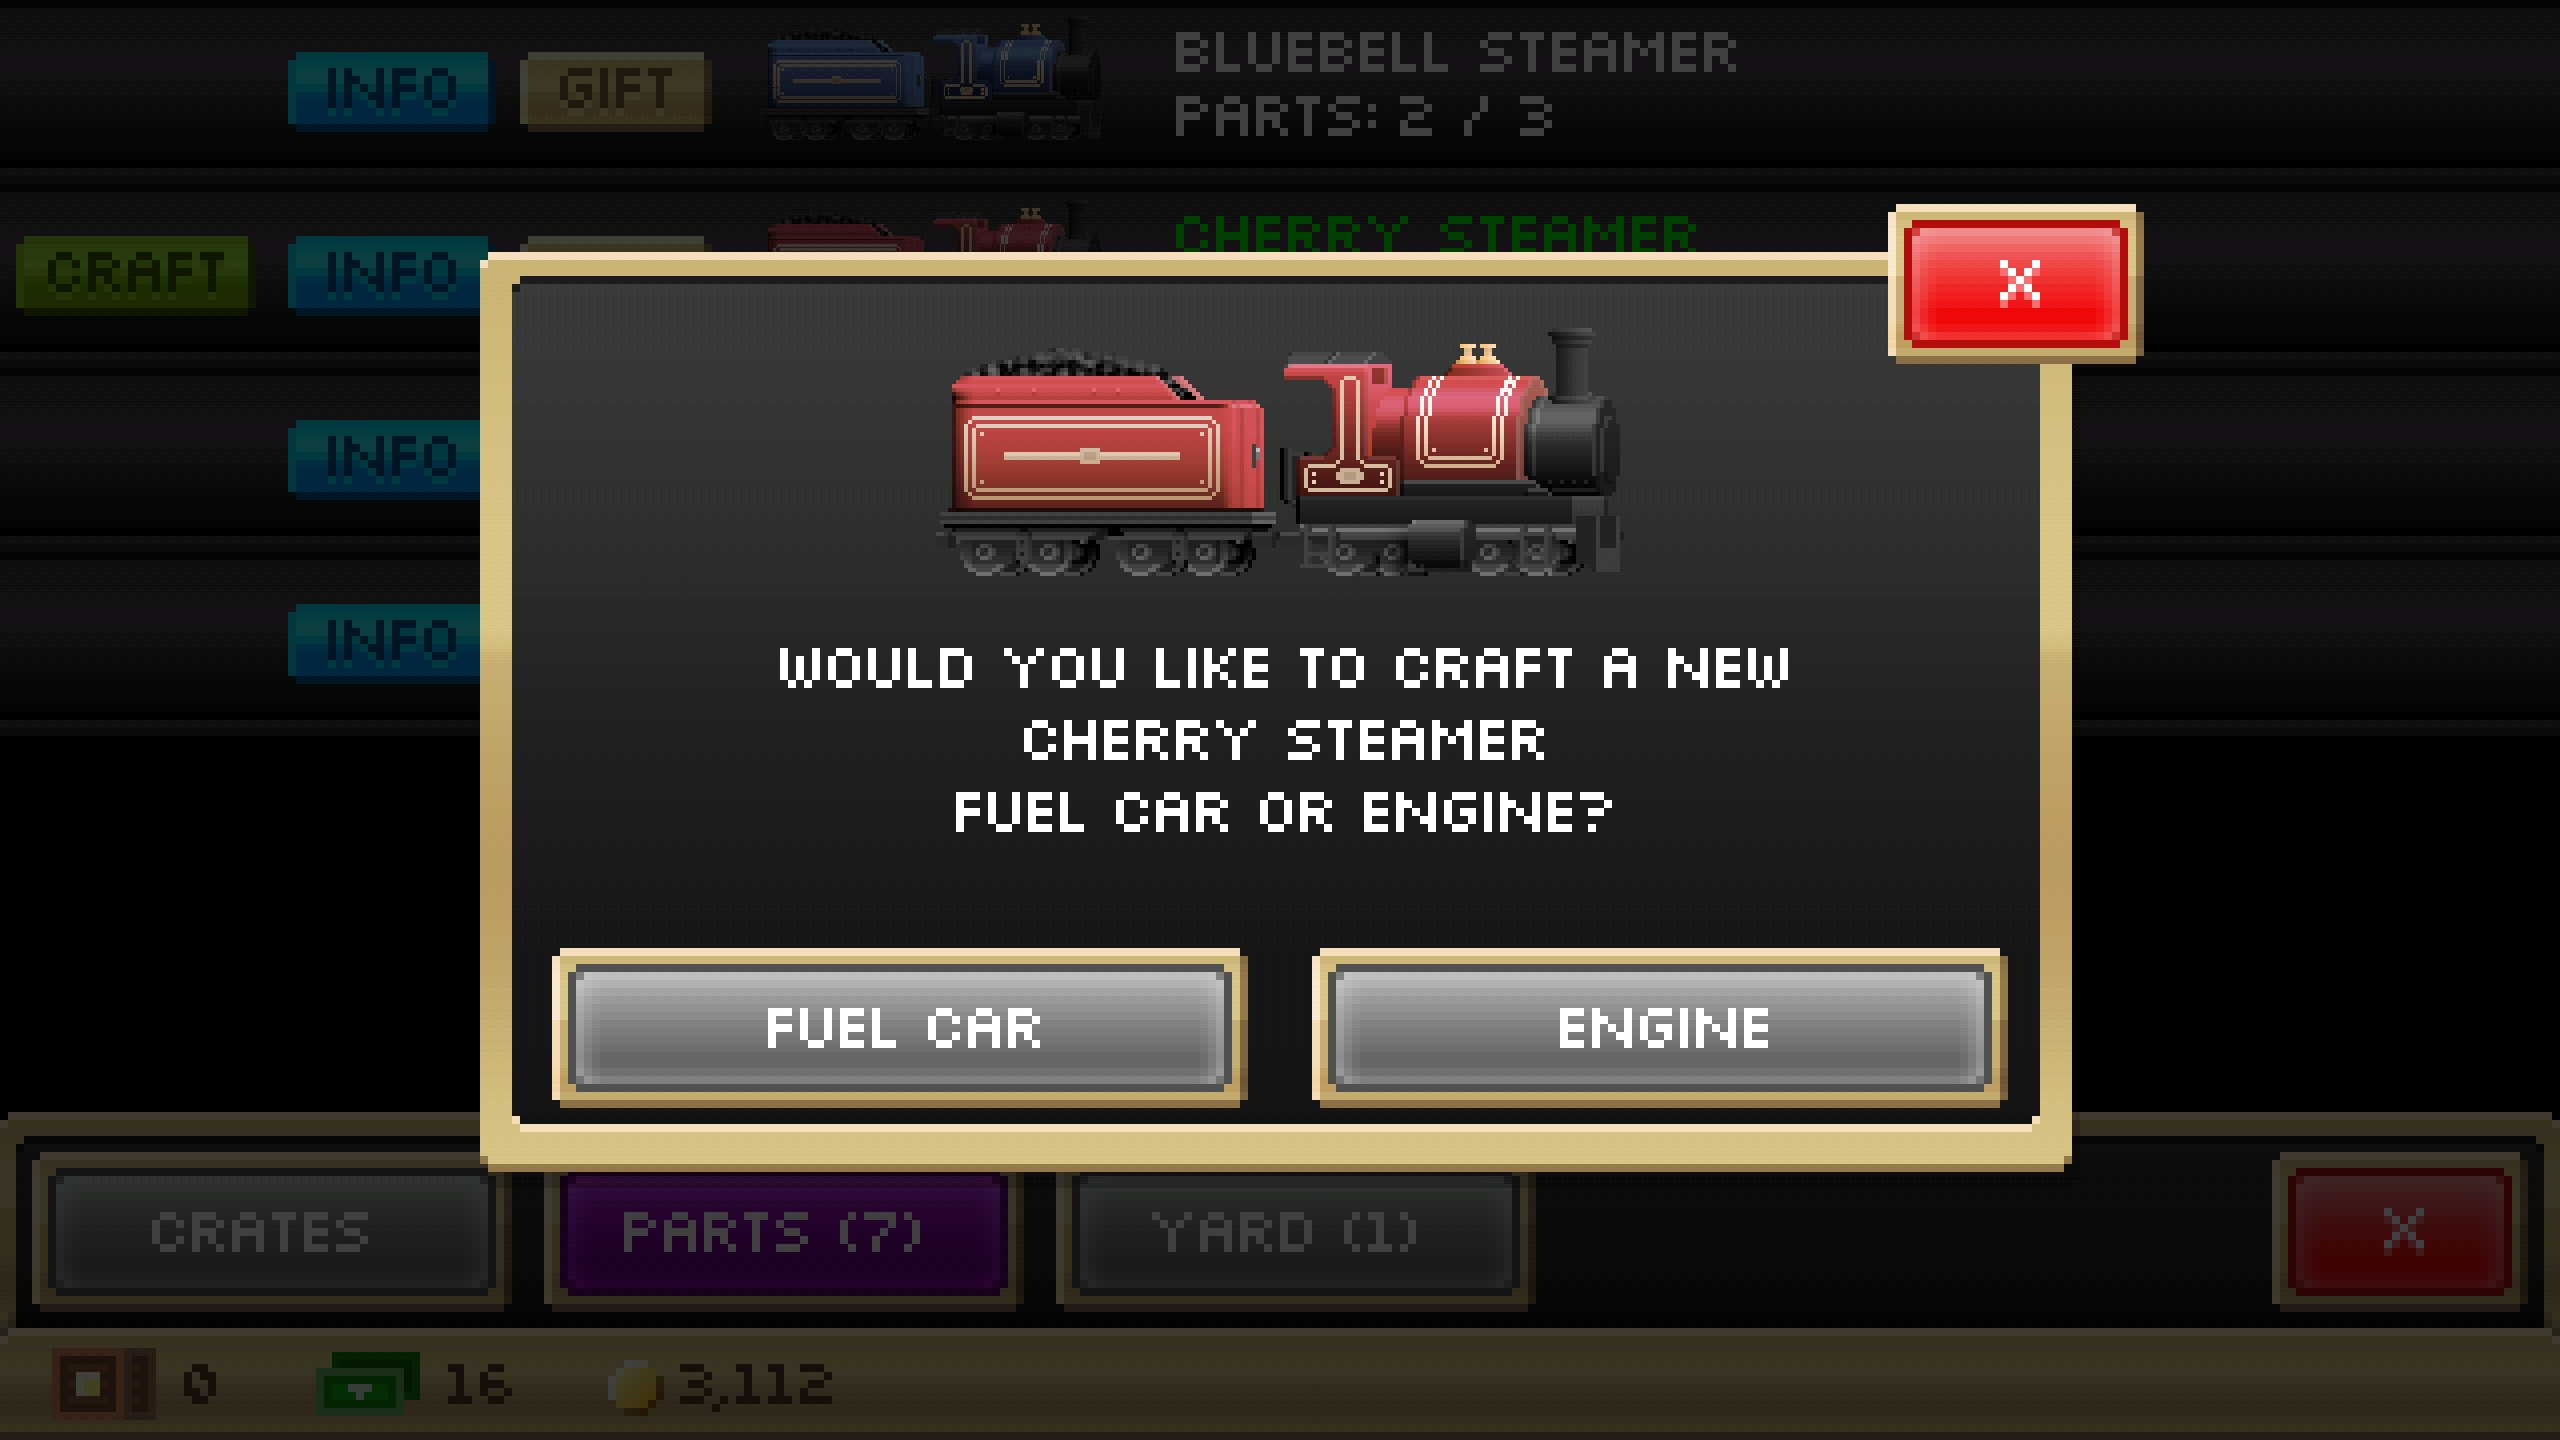 INFO GIFT BLUEBELL STEAMER
PARTS: 2 / 3
CRAFT INFO CHERRY STEAMER
X
INFO
INFO
WOULD YOU LIKE TO CRAFT A NEW
CHERRY STEAMER
FUEL CAR OR ENGINE?
FUEL CAR ENGINE
CRATES PARTS (7) YARD (1) X
0 16 3,112